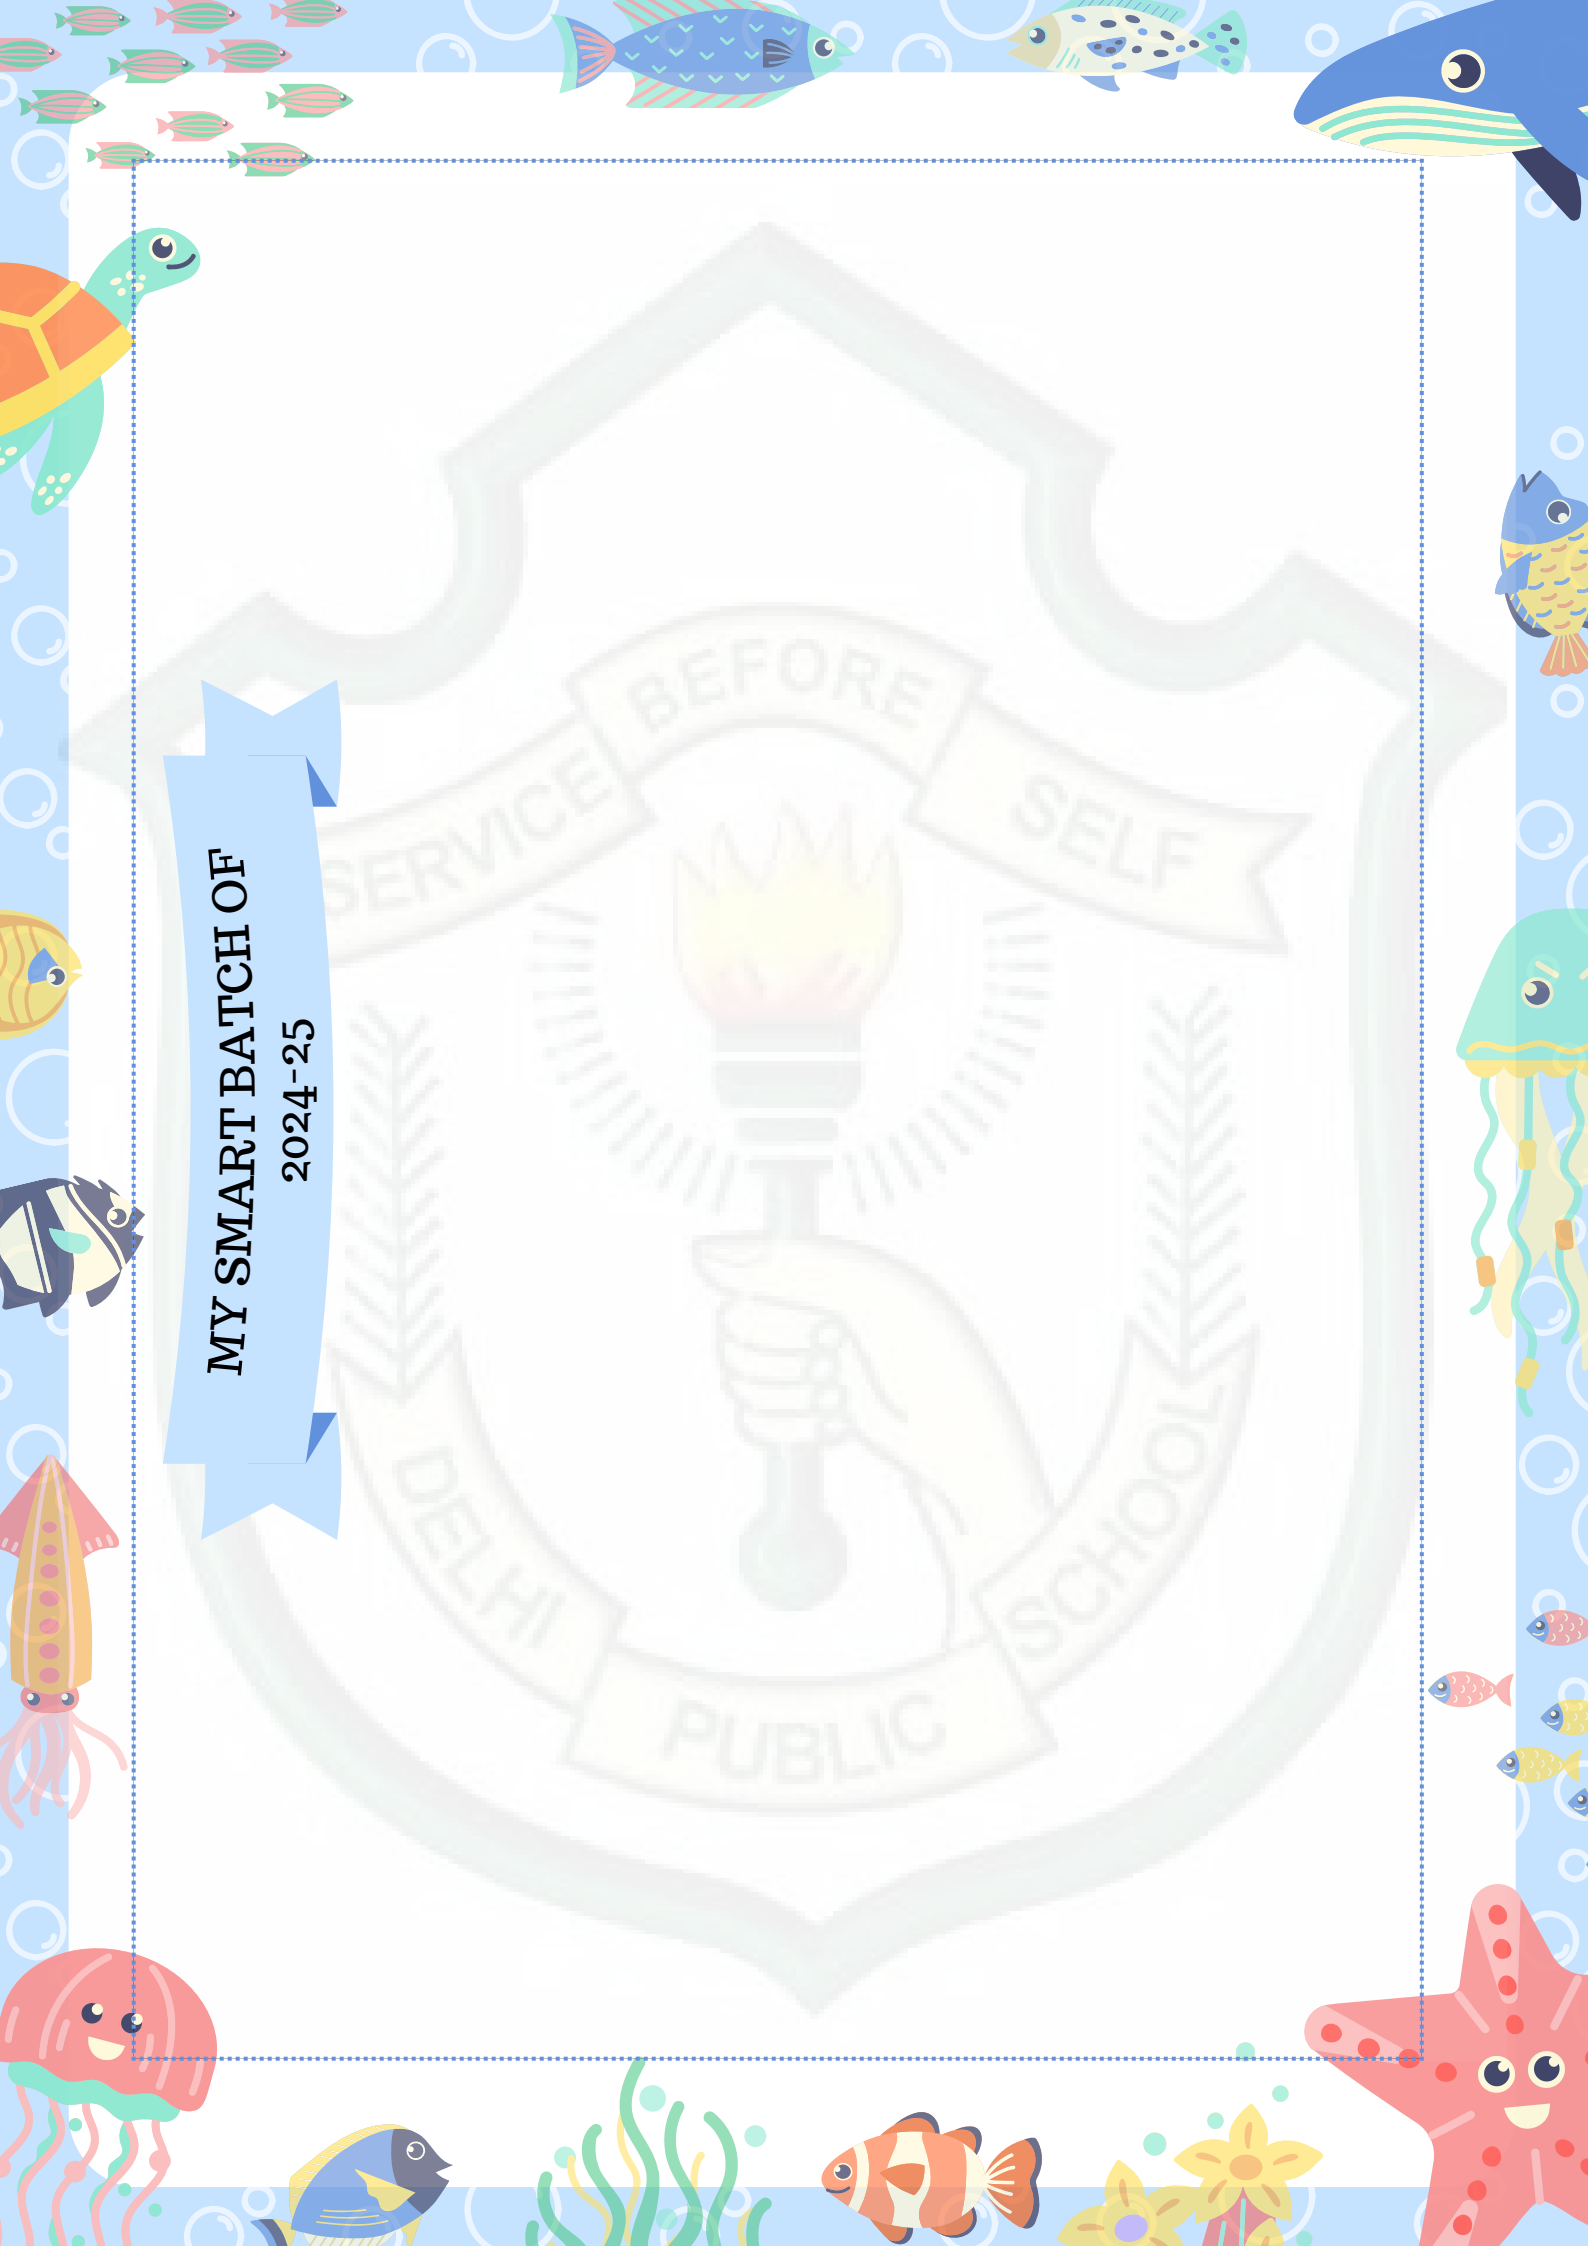 MY SMART BATCH OF
2024-25
SERVICE
BEFORE
SELF
DELHI
PUBLIC
SCHOOL